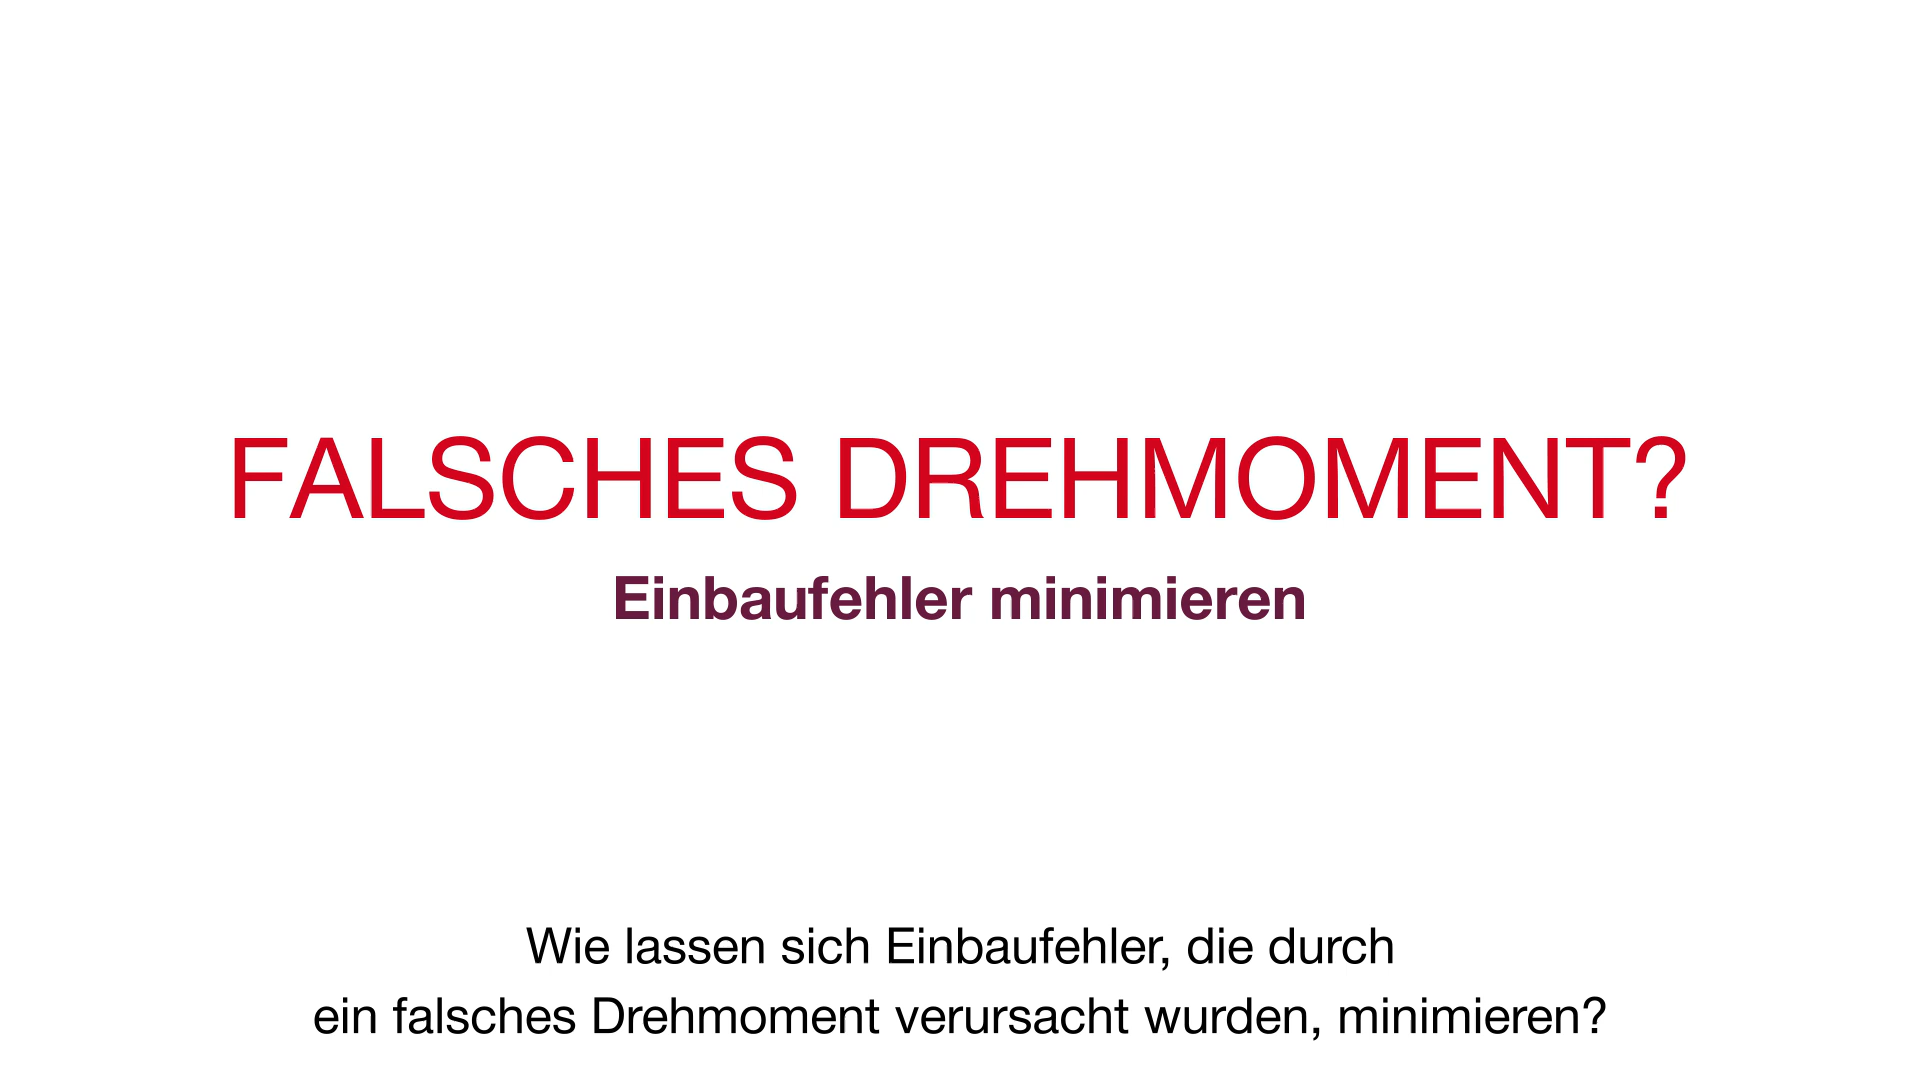 FALSCHES DREHMOMENT?
Einbaufehler minimieren
Wie lassen sich Einbaufehler, die durch
ein falsches Drehmoment verursacht wurden, minimieren?